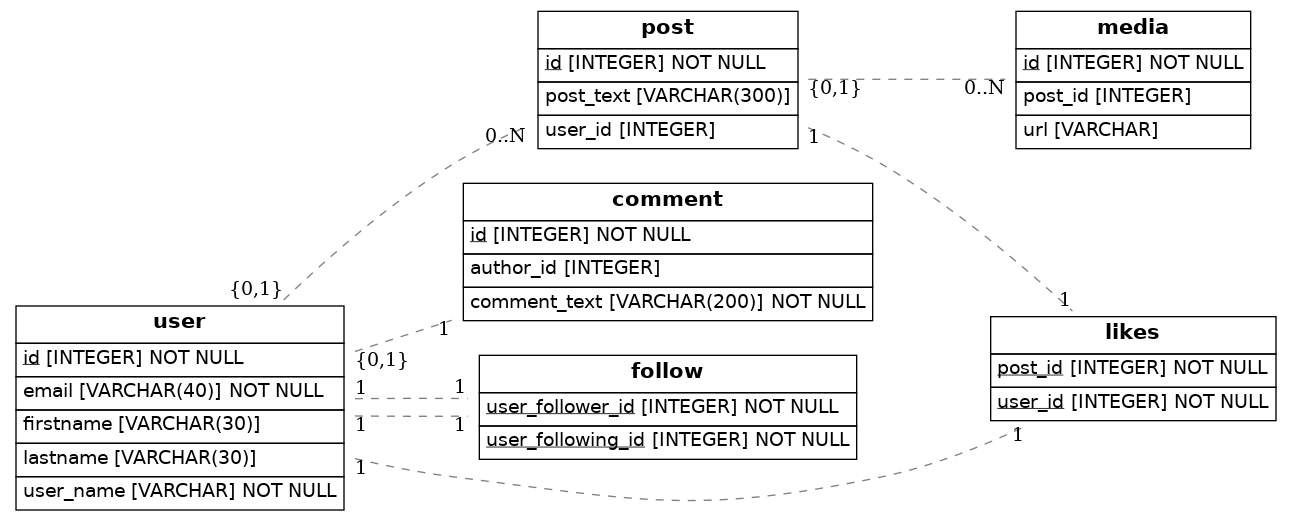 post
id [INTEGER] NOT NULL
post_text [VARCHAR(300)]
user_id [INTEGER]
media
id [INTEGER] NOT NULL
post_id [INTEGER]
url [VARCHAR]
{0,1}
0..N
0..N
1
comment
id [INTEGER] NOT NULL
author_id [INTEGER]
comment_text [VARCHAR(200)] NOT NULL
{0,1}
user
id [INTEGER] NOT NULL
email [VARCHAR(40)] NOT NULL
firstname [VARCHAR(30)]
lastname [VARCHAR(30)]
user_name [VARCHAR] NOT NULL
1
{0,1}
1
1
1
1
1
follow
user_follower_id [INTEGER] NOT NULL
user_following_id [INTEGER] NOT NULL
1
likes
post_id [INTEGER] NOT NULL
user_id [INTEGER] NOT NULL
1